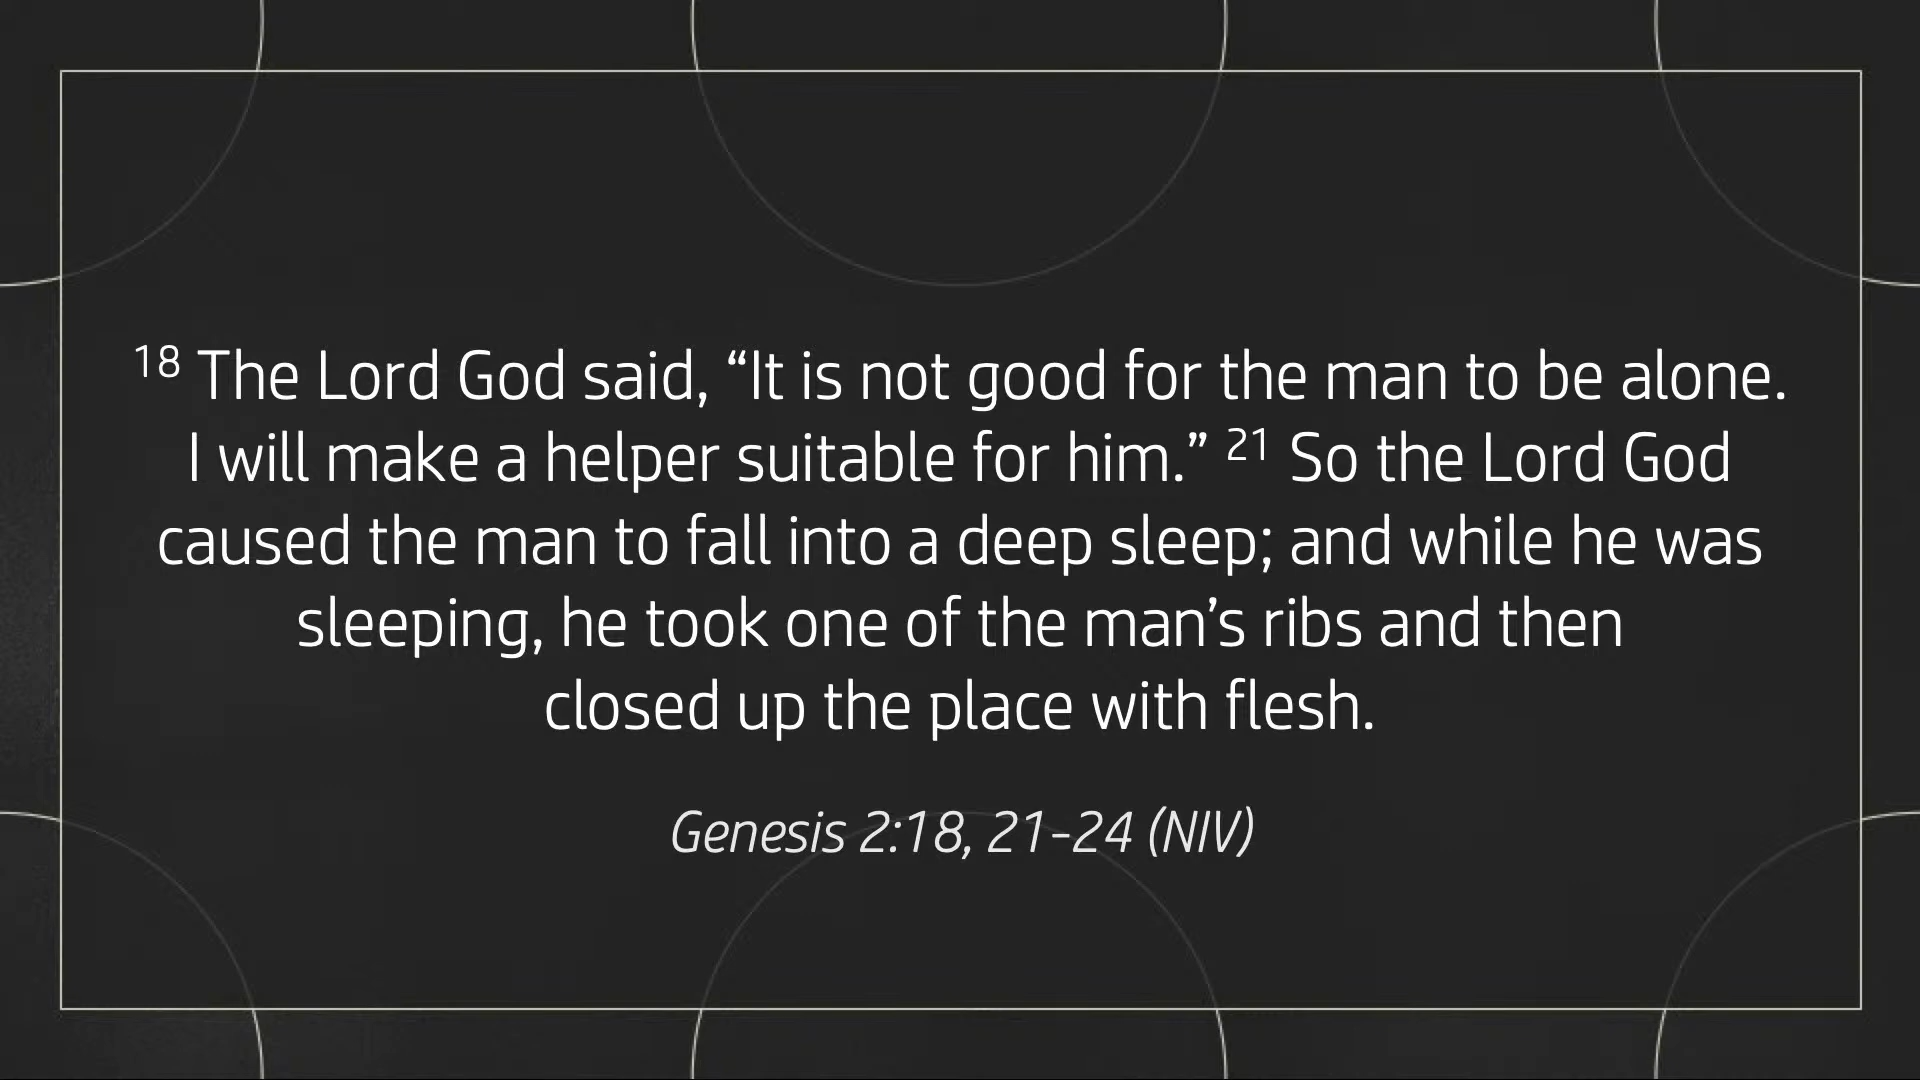 18 The Lord God said, “It is not good for the man to be alone.
I will make a helper suitable for him.” 21 So the Lord God
caused the man to fall into a deep sleep; and while he was
sleeping, he took one of the man’s ribs and then
closed up the place with flesh.
Genesis 2:18, 21-24 (NIV)